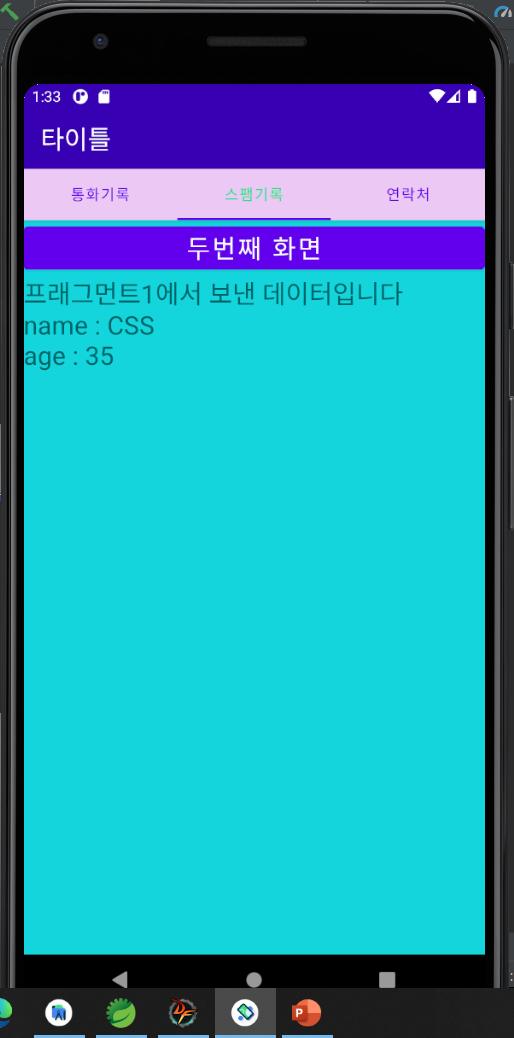 1:33
타이틀
통화기록 스팸기록 연락처
두번째 화면
프래그먼트1에서 보낸 데이터입니다
name : CSS
age : 35